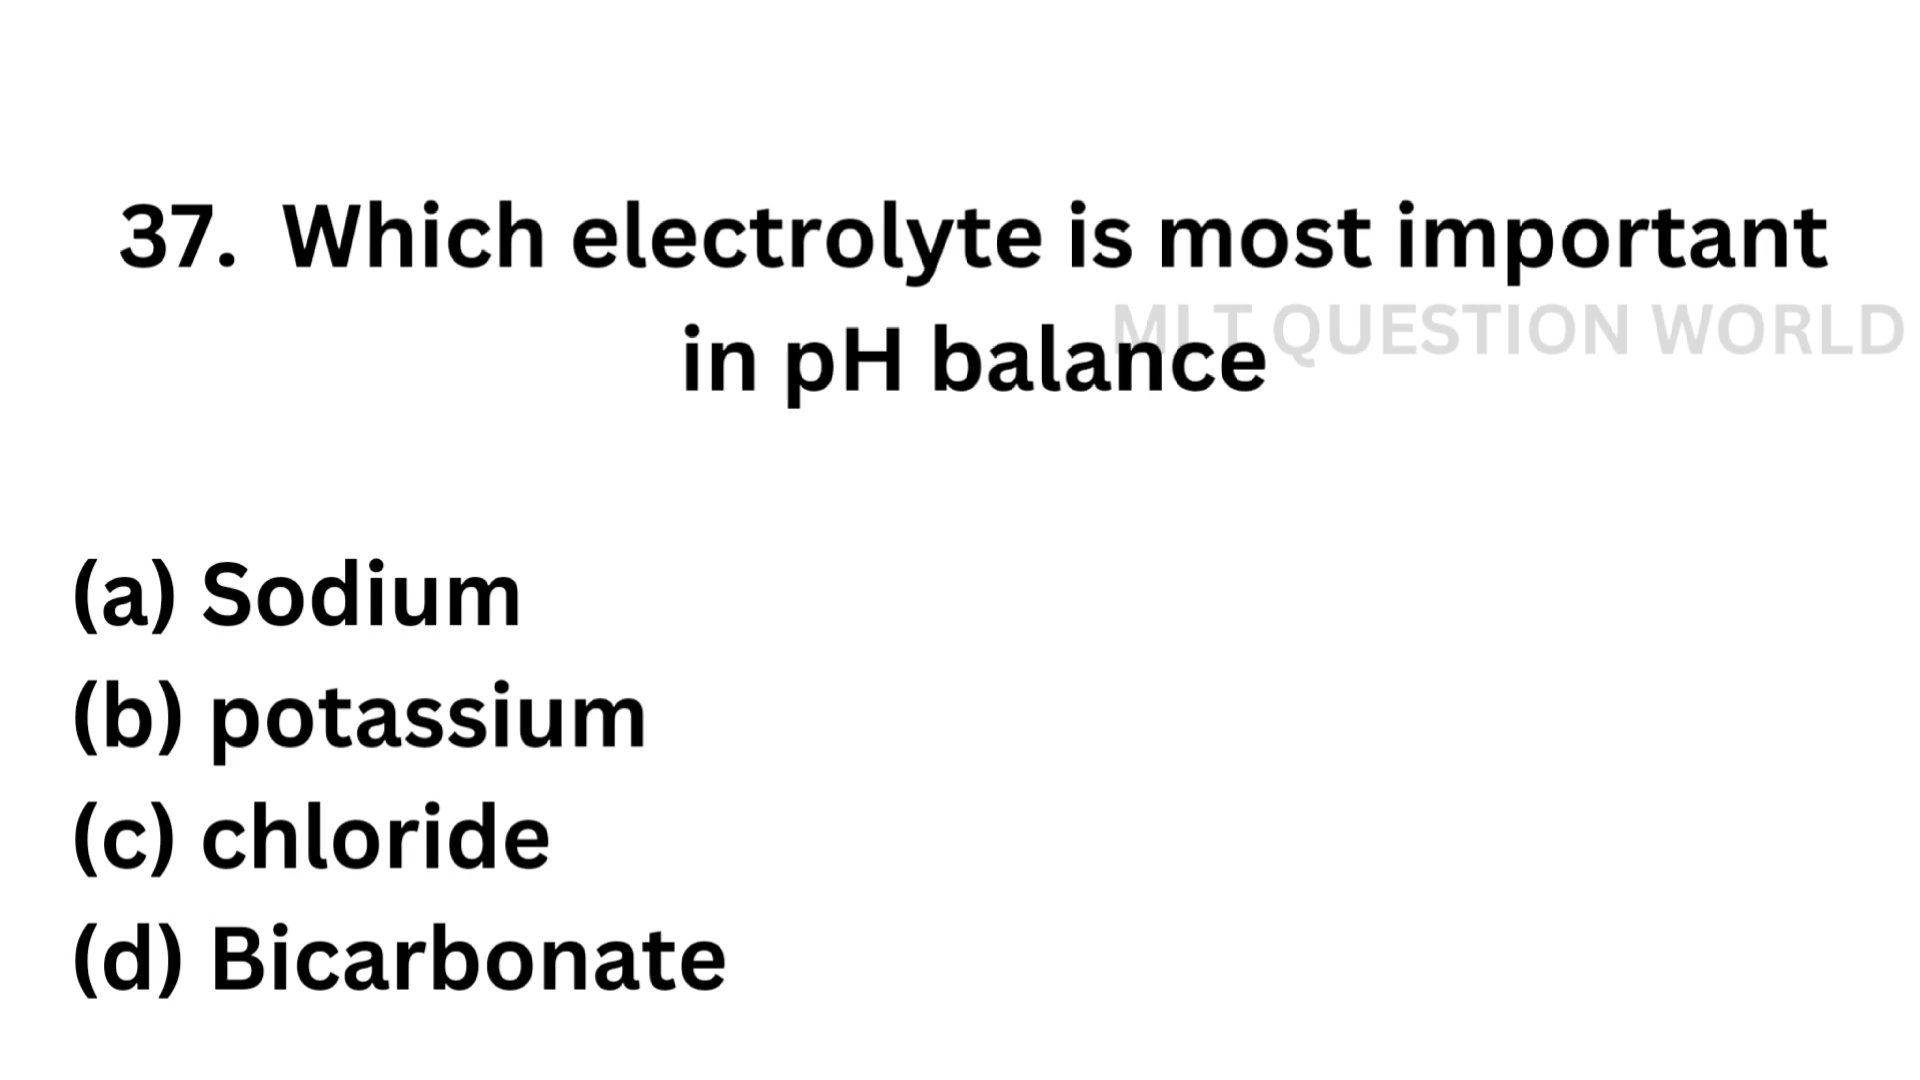 37. Which electrolyte is most important
MLT QUESTION WORLD
in pH balance
(a) Sodium
(b) potassium
(c) chloride
(d) Bicarbonate